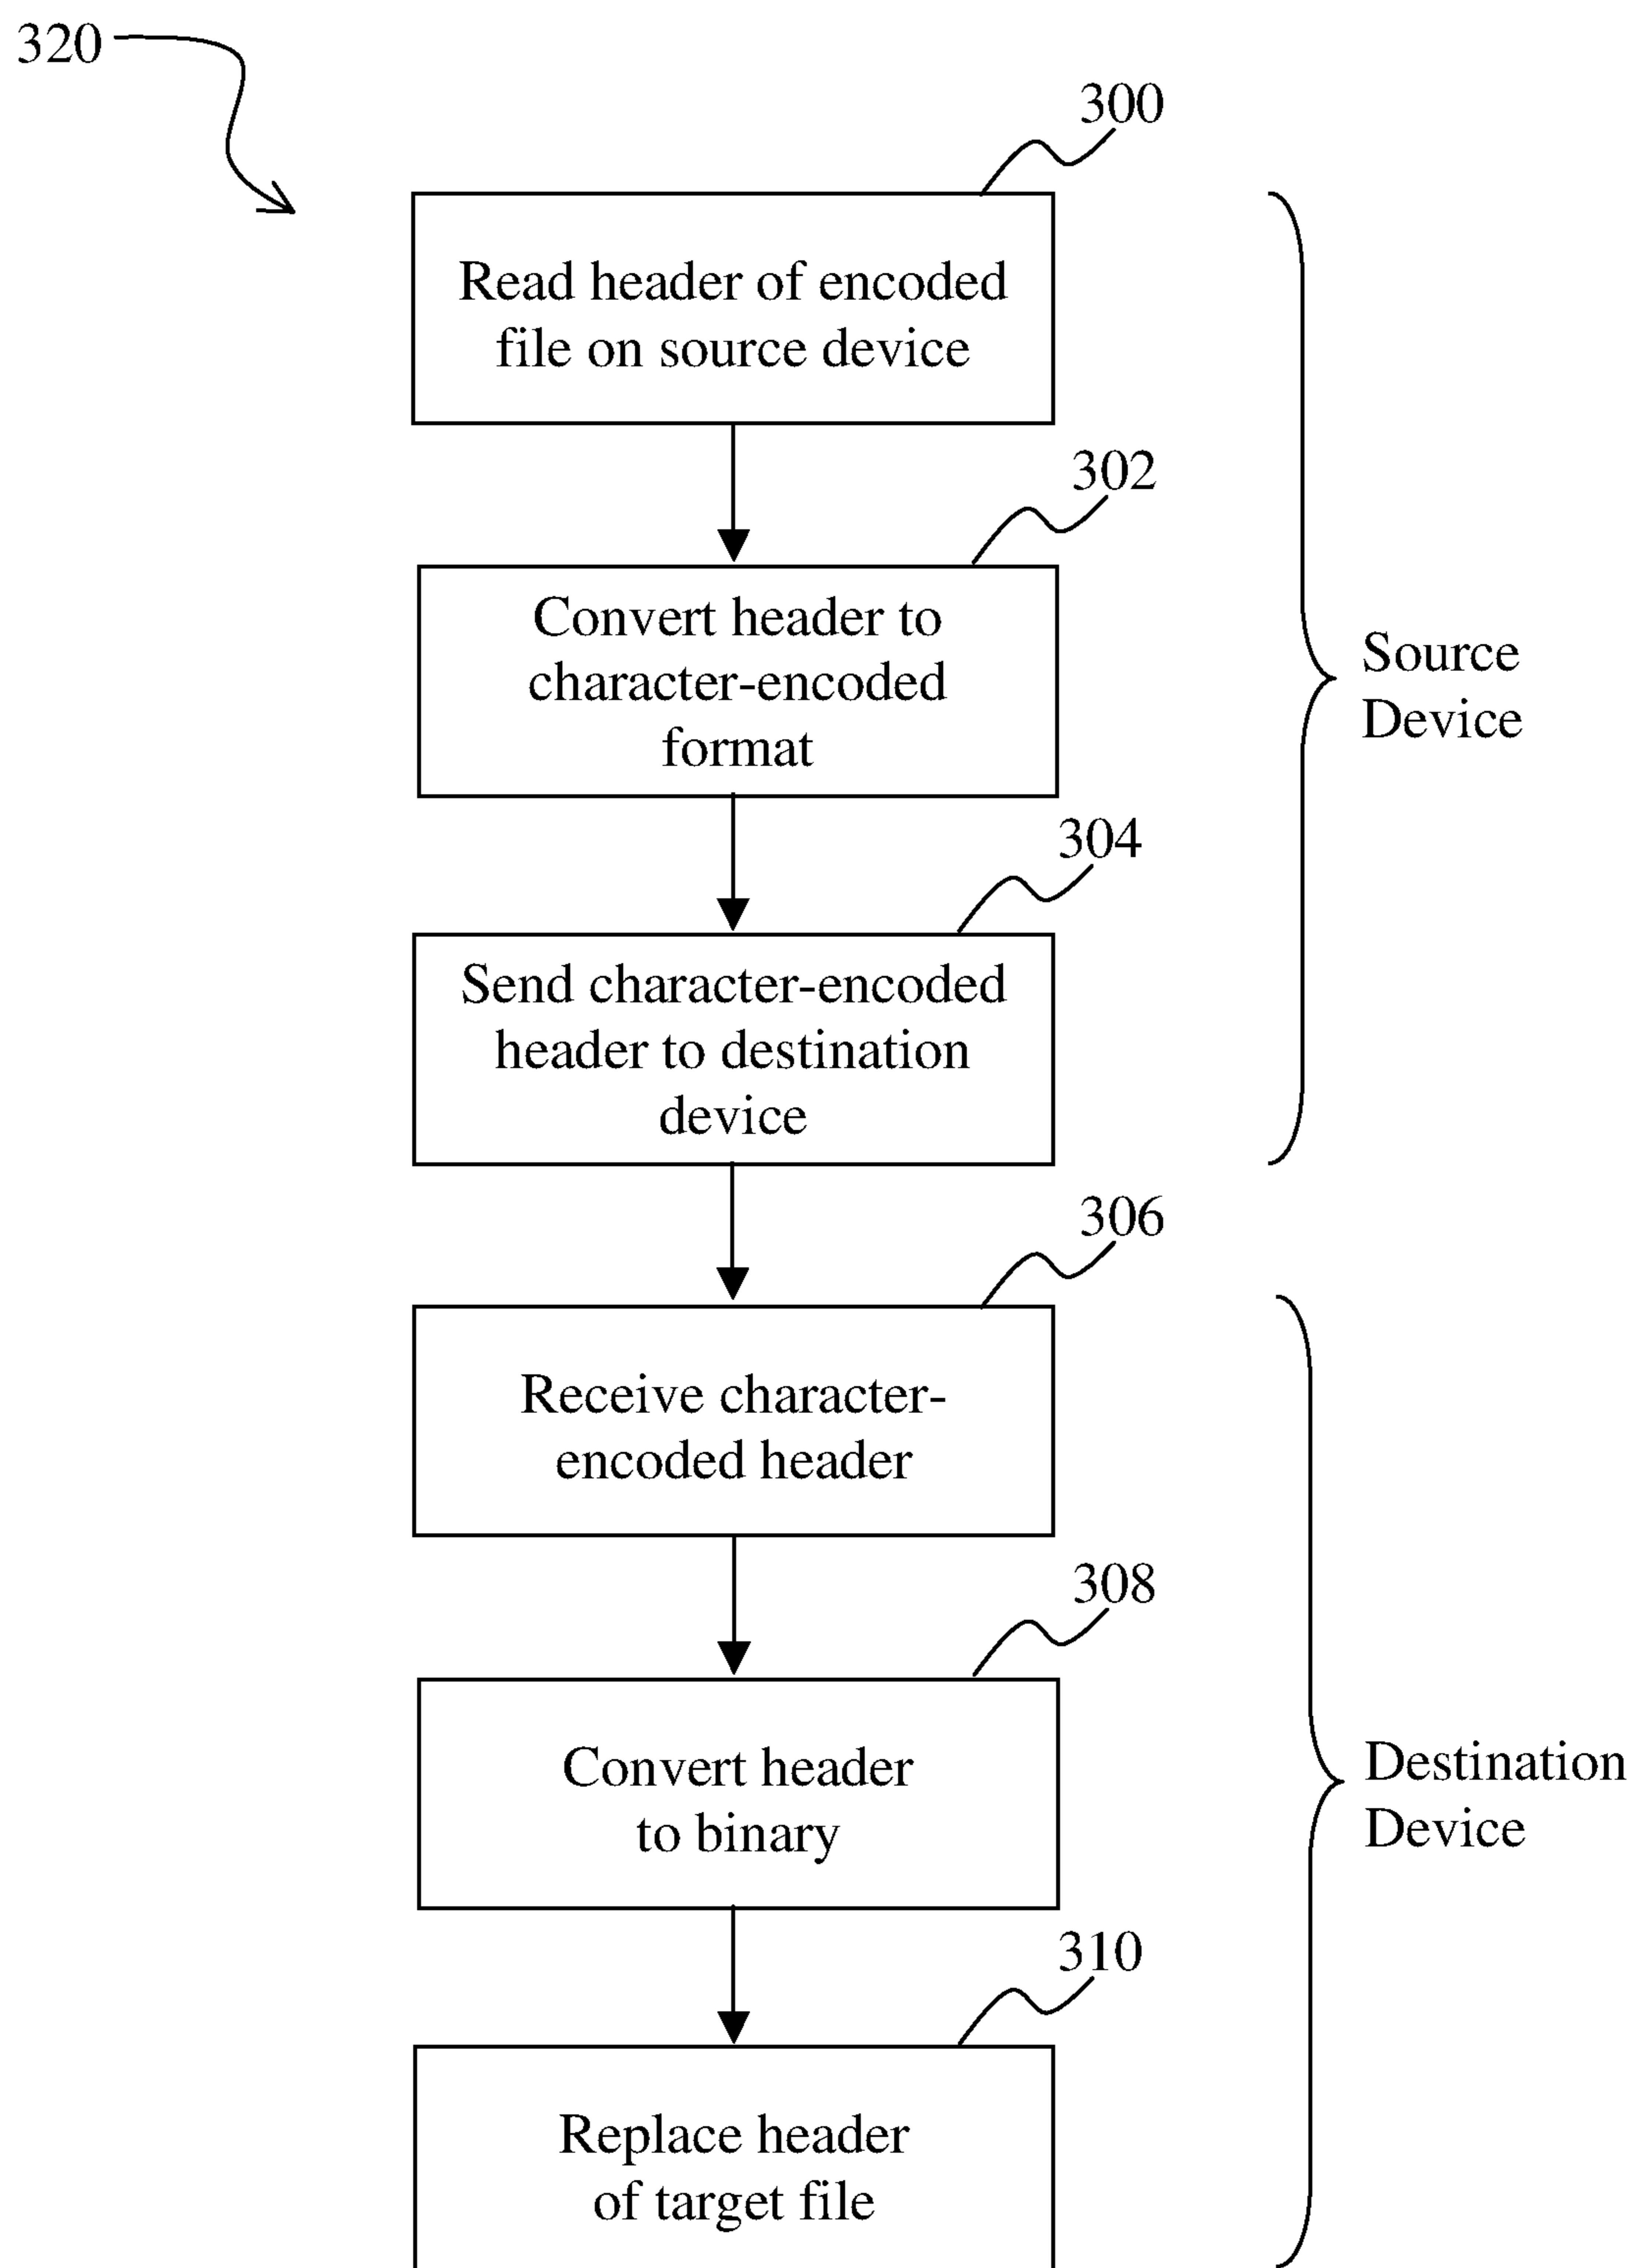 320
300
Read header of encoded
file on source device
302
Convert header to
character-encoded
format
Source
Device
304
Send character-encoded
header to destination
device
306
Receive character-
encoded header
308
Convert header
to binary
Destination
Device
310
Replace header
of target file